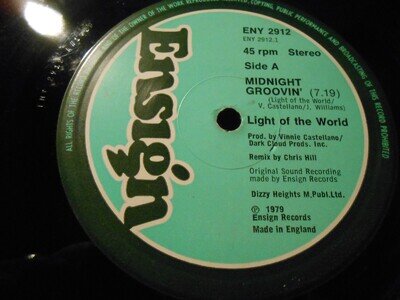 ENY 2912
ENY 2912.1
45 rpm Stereo
Side A
MIDNIGHT
GROOVIN' (7.19)
(Light of the World/
V. Castellano/J. Williams)
Light of the World
Prod. by Vinnie Castellano/
Dark Cloud Prods. Inc.
Remix by Chris Hill
Original Sound Recording
made by Ensign Records
Dizzy Heights M.Publ.Ltd.
℗ 1979
Ensign Records
Made in England
Ensign
ALL RIGHTS OF THE OWNER OF THE WORK REPRODUCED PROHIBITED. COPYING, PUBLIC PERFORMANCE AND BROADCASTING OF THIS RECORD PROHIBITED